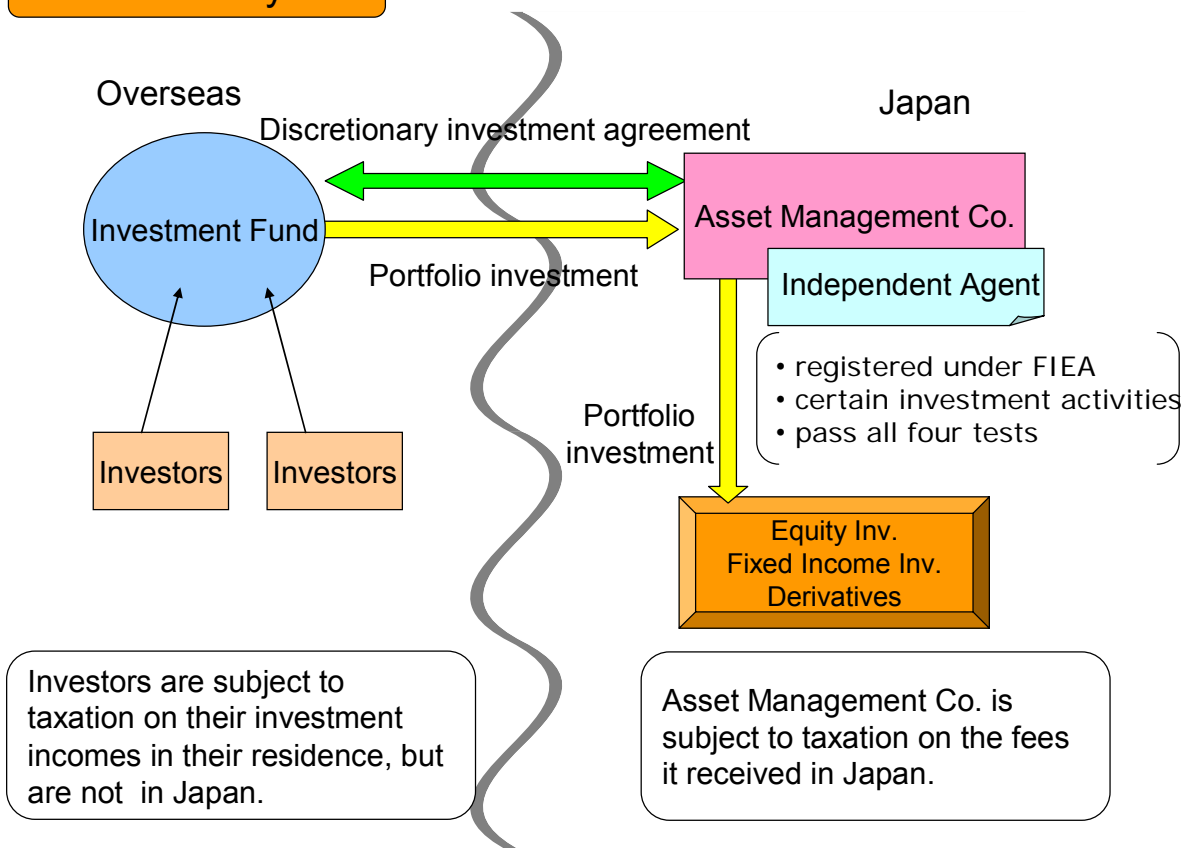 Overseas
Japan
Discretionary investment agreement
Investment Fund
Asset Management Co.
Portfolio investment
Independent Agent
• registered under FIEA
• certain investment activities
• pass all four tests
Portfolio
investment
Investors
Investors
Equity Inv.
Fixed Income Inv.
Derivatives
Investors are subject to
taxation on their investment
incomes in their residence, but
are not in Japan.
Asset Management Co. is
subject to taxation on the fees
it received in Japan.